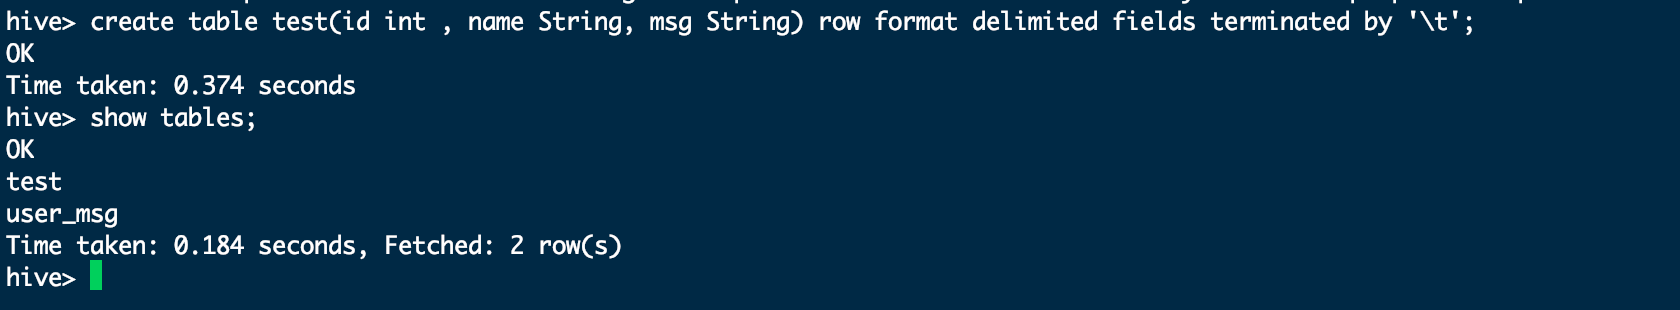 hive> create table test(id int , name String, msg String) row format delimited fields terminated by '\t';
OK
Time taken: 0.374 seconds
hive> show tables;
OK
test
user_msg
Time taken: 0.184 seconds, Fetched: 2 row(s)
hive>